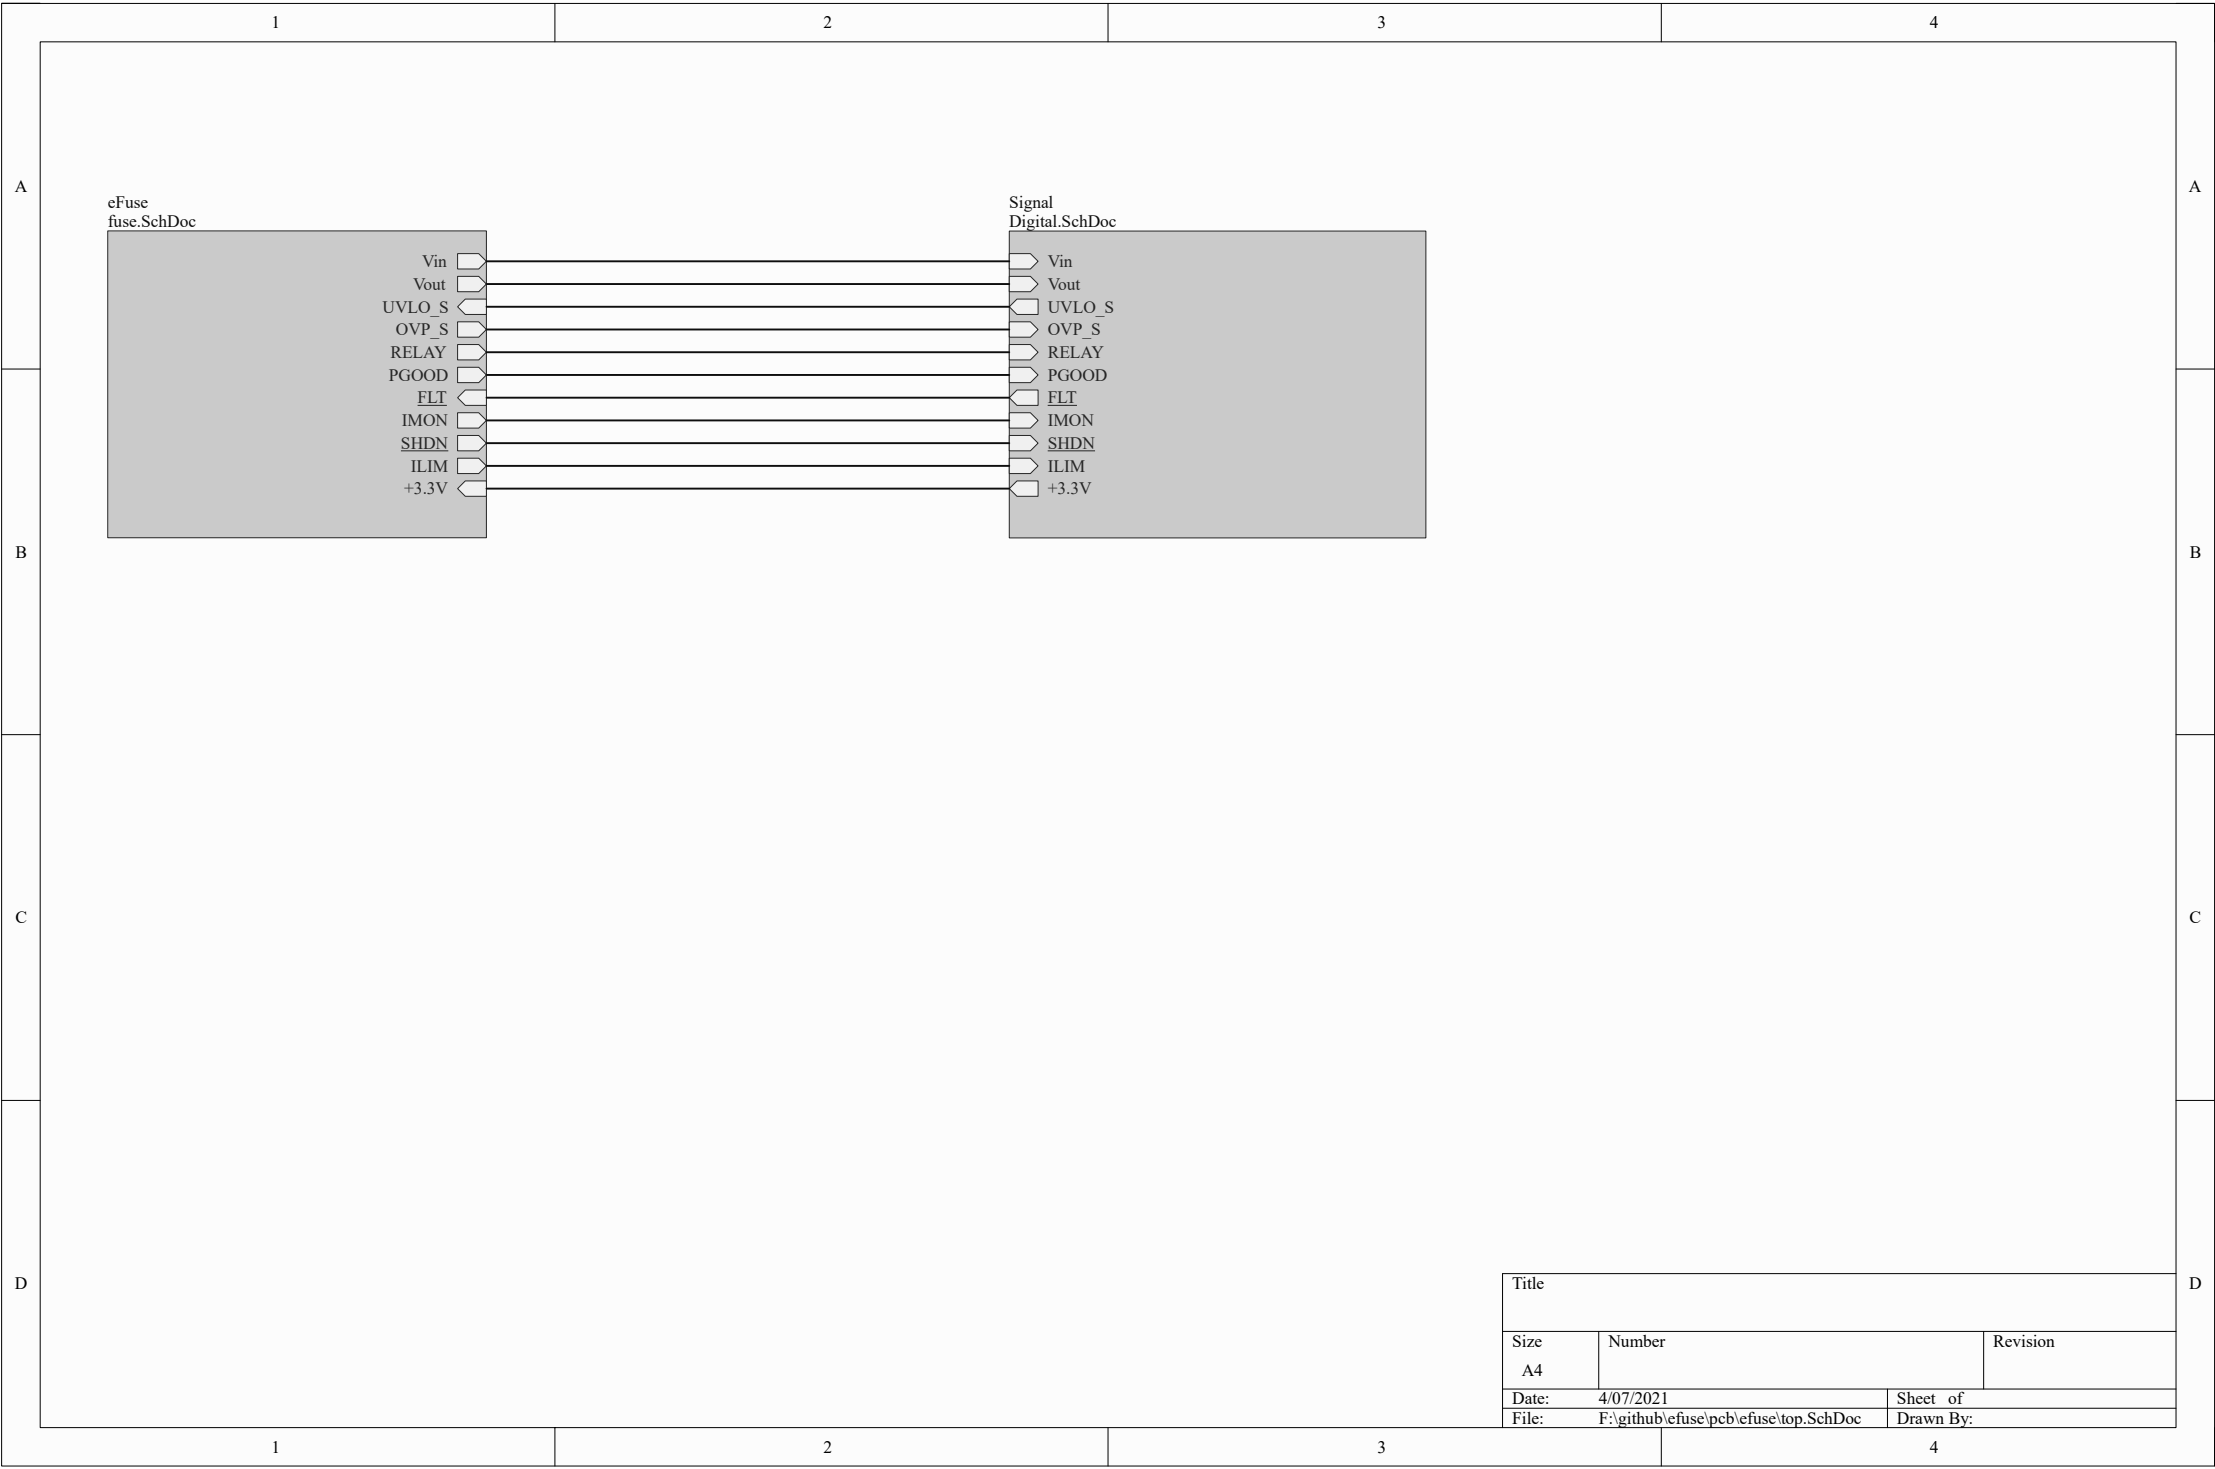 1 2 3 4
A A
eFuse
fuse.SchDoc
Signal
Digital.SchDoc
Vin Vin
Vout Vout
UVLO_S UVLO_S
OVP_S OVP_S
RELAY RELAY
PGOOD PGOOD
FLT FLT
IMON IMON
SHDN SHDN
ILIM ILIM
+3.3V +3.3V
B B
C C
D D
Title
Size Number Revision
A4
Date: 4/07/2021 Sheet of
File: F:\github\efuse\pcb\efuse\top.SchDoc Drawn By:
1 2 3 4